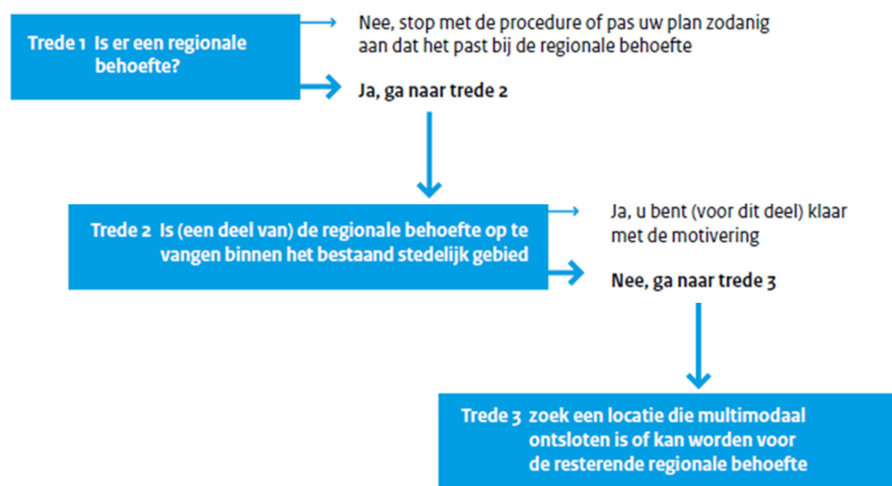 Trede 1 Is er een regionale
behoefte?
Nee, stop met de procedure of pas uw plan zodanig
aan dat het past bij de regionale behoefte
Ja, ga naar trede 2
Trede 2 Is (een deel van) de regionale behoefte op te
vangen binnen het bestaand stedelijk gebied
Ja, u bent (voor dit deel) klaar
met de motivering
Nee, ga naar trede 3
Trede 3 zoek een locatie die multimodaal
ontsloten is of kan worden voor
de resterende regionale behoefte